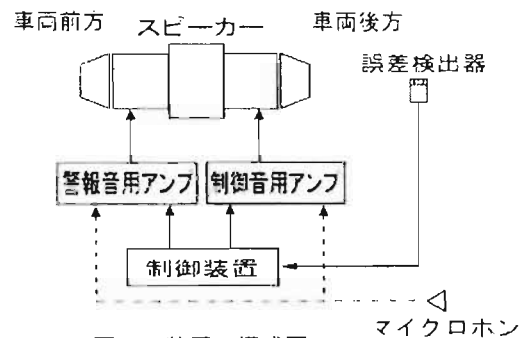 車両前方 スピーカー 車両後方
誤差検出器
警報音用アンプ 制御音用アンプ
制御装置
マイクロホン